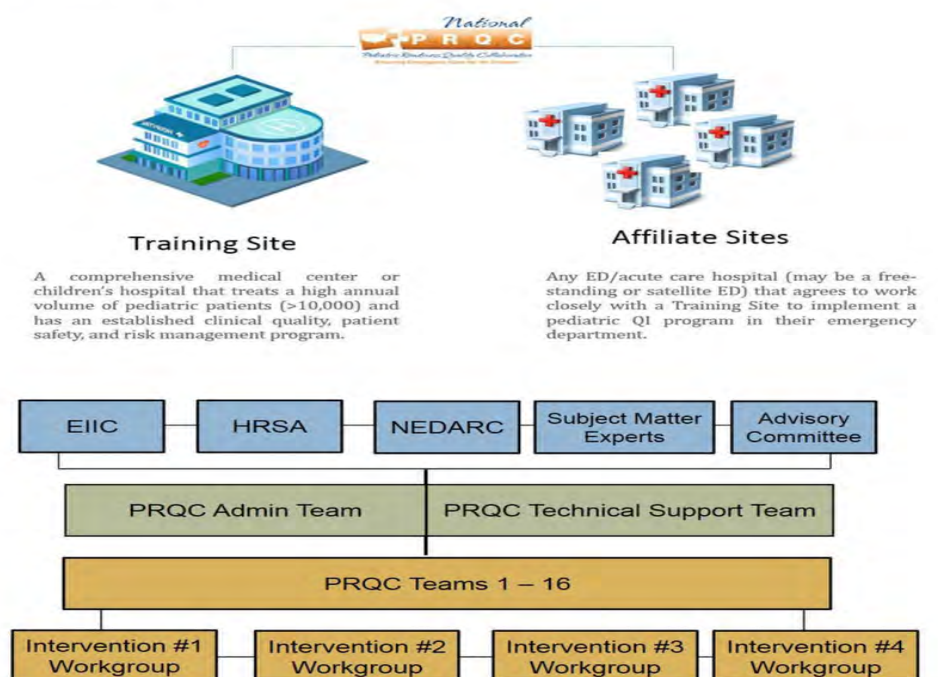 National
PRQC
Pediatric Readiness Quality Collaborative
Training Site
A comprehensive medical center or
children's hospital that treats a high annual
volume of pediatric patients (>10,000) and
has an established clinical quality, patient
safety, and risk management program.
Affiliate Sites
Any ED/acute care hospital (may be a free-
standing or satellite ED) that agrees to work
closely with a Training Site to implement a
pediatric QI program in their emergency
department.
EIIC
HRSA
NEDARC
Subject Matter
Experts
Advisory
Committee
PRQC Admin Team
PRQC Technical Support Team
PRQC Teams 1 – 16
Intervention #1
Workgroup
Intervention #2
Workgroup
Intervention #3
Workgroup
Intervention #4
Workgroup